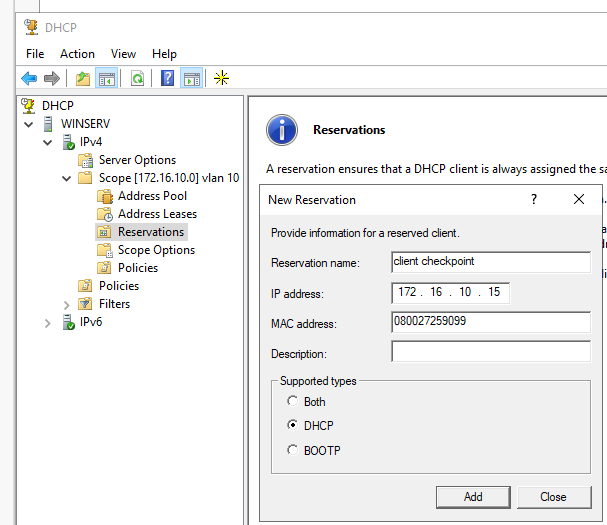 DHCP
File Action View Help
DHCP
WINSERV
IPv4
Server Options
Scope [172.16.10.0] vlan 10
Address Pool
Address Leases
Reservations
Scope Options
Policies
Policies
Filters
IPv6
Reservations
A reservation ensures that a DHCP client is always assigned the sa
New Reservation
Provide information for a reserved client.
Reservation name: client checkpoint
IP address: 172 . 16 . 10 . 15
MAC address: 080027259099
Description:
Supported types
Both
DHCP
BOOTP
Add Close